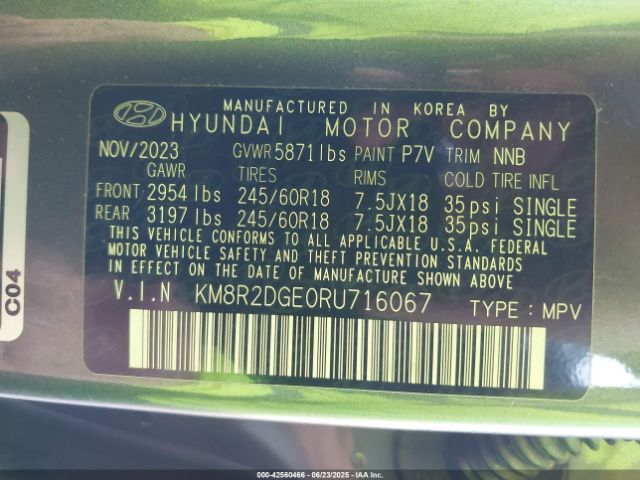 MANUFACTURED IN KOREA BY
HYUNDAI MOTOR COMPANY
NOV/2023 GVWR 5871lbs PAINT P7V TRIM NNB
GAWR TIRES RIMS COLD TIRE INFL
FRONT 2954 lbs 245/60R18 7.5JX18 35psi SINGLE
REAR 3197 lbs 245/60R18 7.5JX18 35psi SINGLE
THIS VEHICLE CONFORMS TO ALL APPLICABLE U.S.A. FEDERAL
MOTOR VEHICLE SAFETY AND THEFT PREVENTION STANDARDS
IN EFFECT ON THE DATE OF MANUFACTURE SHOWN ABOVE.
V.I.N KM8R2DGE0RU716067 TYPE : MPV
C04
000-42560466 - 06/23/2025 - IAA, Inc.